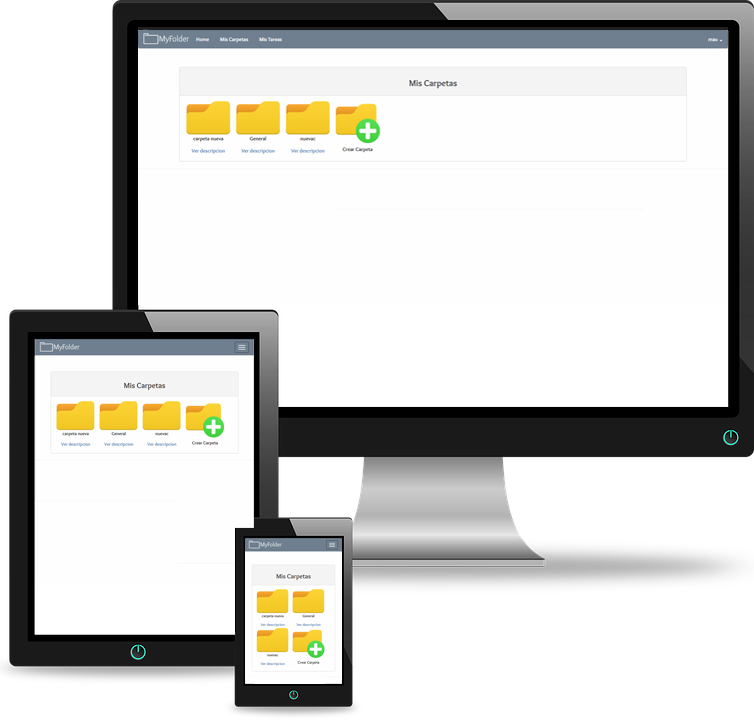 MyFolder Home Mis Carpetas Mis Tareas mau
Mis Carpetas
carpeta nueva General nuevac Crear Carpeta
Ver descripcion Ver descripcion Ver descripcion
MyFolder
Mis Carpetas
carpeta nueva General nuevac Crear Carpeta
Ver descripcion Ver descripcion Ver descripcion
MyFolder
Mis Carpetas
carpeta nueva General
Ver descripcion Ver descripcion
nuevac Crear Carpeta
Ver descripcion